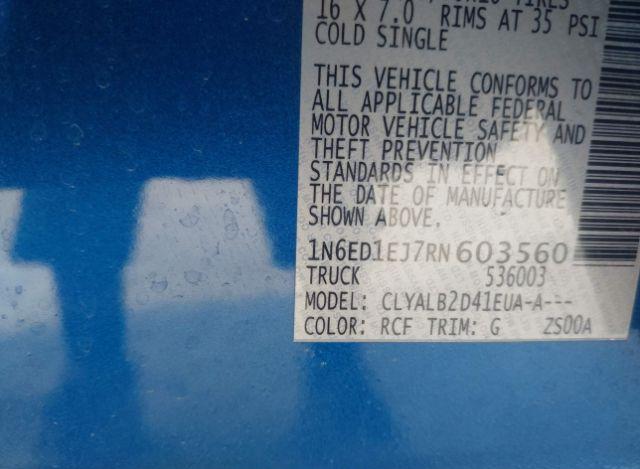 16 X 7.0 RIMS AT 35 PSI
COLD SINGLE
THIS VEHICLE CONFORMS TO
ALL APPLICABLE FEDERAL
MOTOR VEHICLE SAFETY AND
THEFT PREVENTION
STANDARDS IN EFFECT ON
THE DATE OF MANUFACTURE
SHOWN ABOVE.
1N6ED1EJ7RN603560
TRUCK 536003
MODEL: CLYALB2D41EUA-A---
COLOR: RCF TRIM: G ZS00A